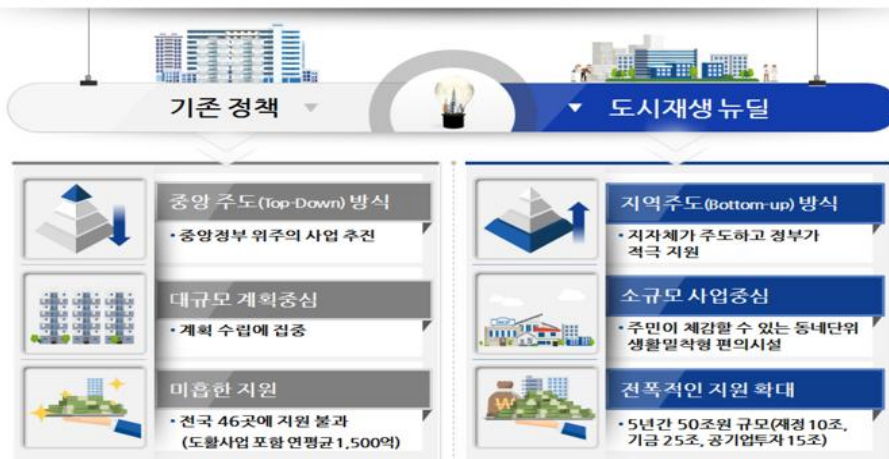 기존 정책
도시재생 뉴딜
중앙 주도(Top-Down) 방식
• 중앙정부 위주의 사업 추진
대규모 계획중심
• 계획 수립에 집중
미흡한 지원
• 전국 46곳에 지원 불과
(도활사업 포함 연평균 1,500억)
지역주도(Bottom-up) 방식
• 지자체가 주도하고 정부가
적극 지원
소규모 사업중심
• 주민이 체감할 수 있는 동네단위
생활밀착형 편의시설
전폭적인 지원 확대
• 5년간 50조원 규모(재정 10조,
기금 25조, 공기업투자 15조)